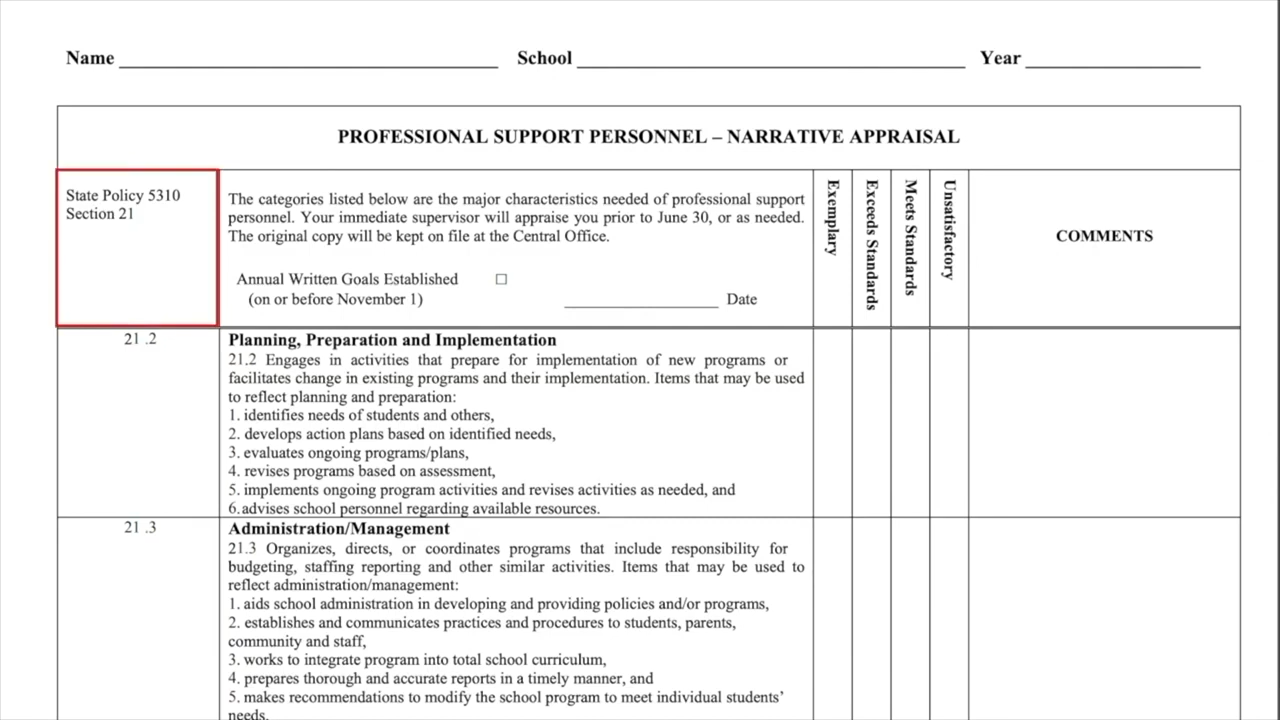 Name ____ School ____ Year ____
PROFESSIONAL SUPPORT PERSONNEL – NARRATIVE APPRAISAL
State Policy 5310
Section 21
The categories listed below are the major characteristics needed of professional support
personnel. Your immediate supervisor will appraise you prior to June 30, or as needed.
The original copy will be kept on file at the Central Office.
Annual Written Goals Established ☐
(on or before November 1) ____ Date
Exemplary
Exceeds Standards
Meets Standards
Unsatisfactory
COMMENTS
21 .2
Planning, Preparation and Implementation
21.2 Engages in activities that prepare for implementation of new programs or
facilitates change in existing programs and their implementation. Items that may be used
to reflect planning and preparation:
1. identifies needs of students and others,
2. develops action plans based on identified needs,
3. evaluates ongoing programs/plans,
4. revises programs based on assessment,
5. implements ongoing program activities and revises activities as needed, and
6. advises school personnel regarding available resources.
21 .3
Administration/Management
21.3 Organizes, directs, or coordinates programs that include responsibility for
budgeting, staffing reporting and other similar activities. Items that may be used to
reflect administration/management:
1. aids school administration in developing and providing policies and/or programs,
2. establishes and communicates practices and procedures to students, parents,
community and staff,
3. works to integrate program into total school curriculum,
4. prepares thorough and accurate reports in a timely manner, and
5. makes recommendations to modify the school program to meet individual students’
needs.